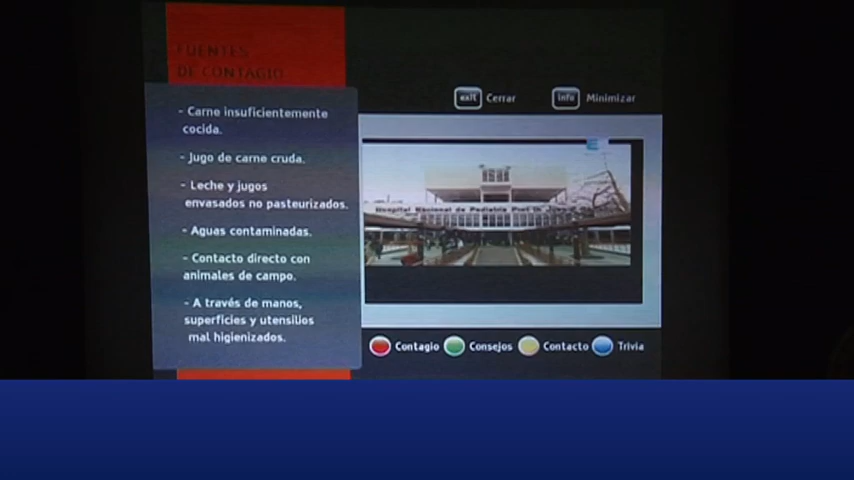 FUENTES
DE CONTAGIO
- Carne insuficientemente
cocida.
- Jugo de carne cruda.
- Leche y jugos
envasados no pasteurizados.
- Aguas contaminadas.
- Contacto directo con
animales de campo.
- A través de manos,
superficies y utensilios
mal higienizados.
exit Cerrar
info Minimizar
Hospital Nacional de Pediatría
Contagio
Consejos
Contacto
Trivia